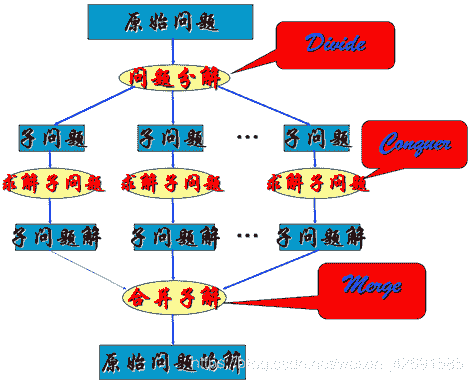 原始问题
Divide
问题分解
子问题 子问题 … 子问题
Conquer
求解子问题 求解子问题 求解子问题
子问题解 子问题解 … 子问题解
Merge
合并子解
原始问题的解